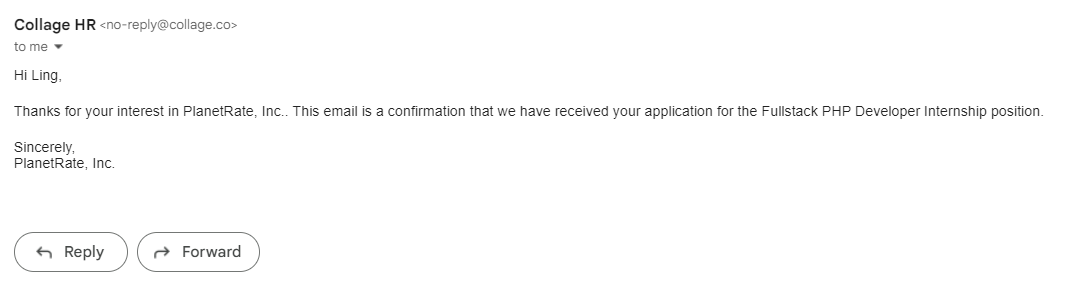 Collage HR <no-reply@collage.co>
to me
Hi Ling,
Thanks for your interest in PlanetRate, Inc.. This email is a confirmation that we have received your application for the Fullstack PHP Developer Internship position.
Sincerely,
PlanetRate, Inc.
Reply
Forward